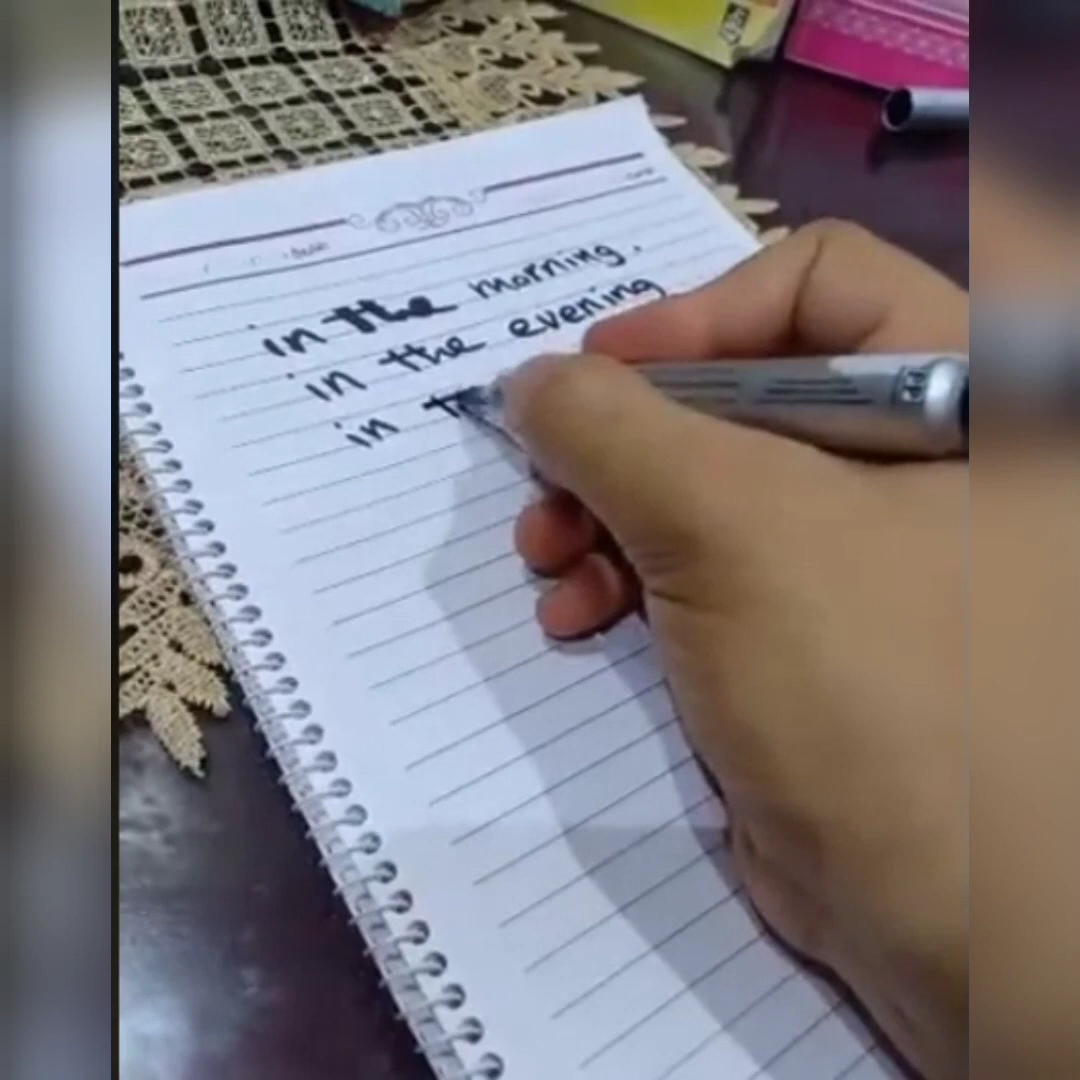 in the morning.
in the evening
in t